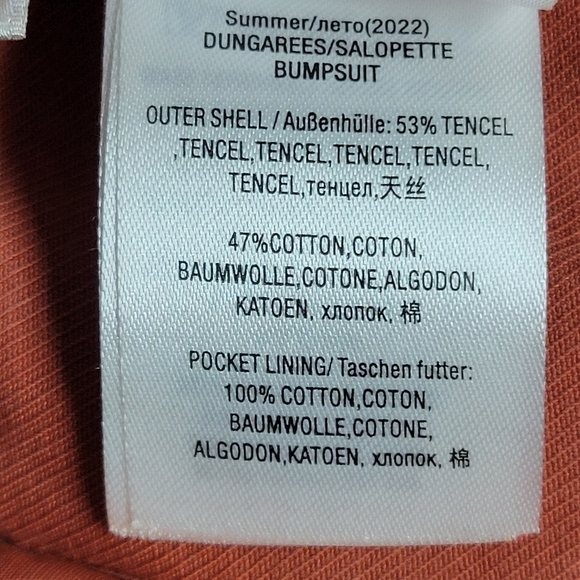 Summer/лето(2022)
DUNGAREES/SALOPETTE
BUMPSUIT
OUTER SHELL / Außenhülle: 53% TENCEL
,TENCEL,TENCEL,TENCEL,TENCEL,
TENCEL,тенцел,天丝
47%COTTON,COTON,
BAUMWOLLE,COTONE,ALGODON,
KATOEN, хлопок, 棉
POCKET LINING/ Taschen futter:
100% COTTON,COTON,
BAUMWOLLE,COTONE,
ALGODON,KATOEN, хлопок, 棉